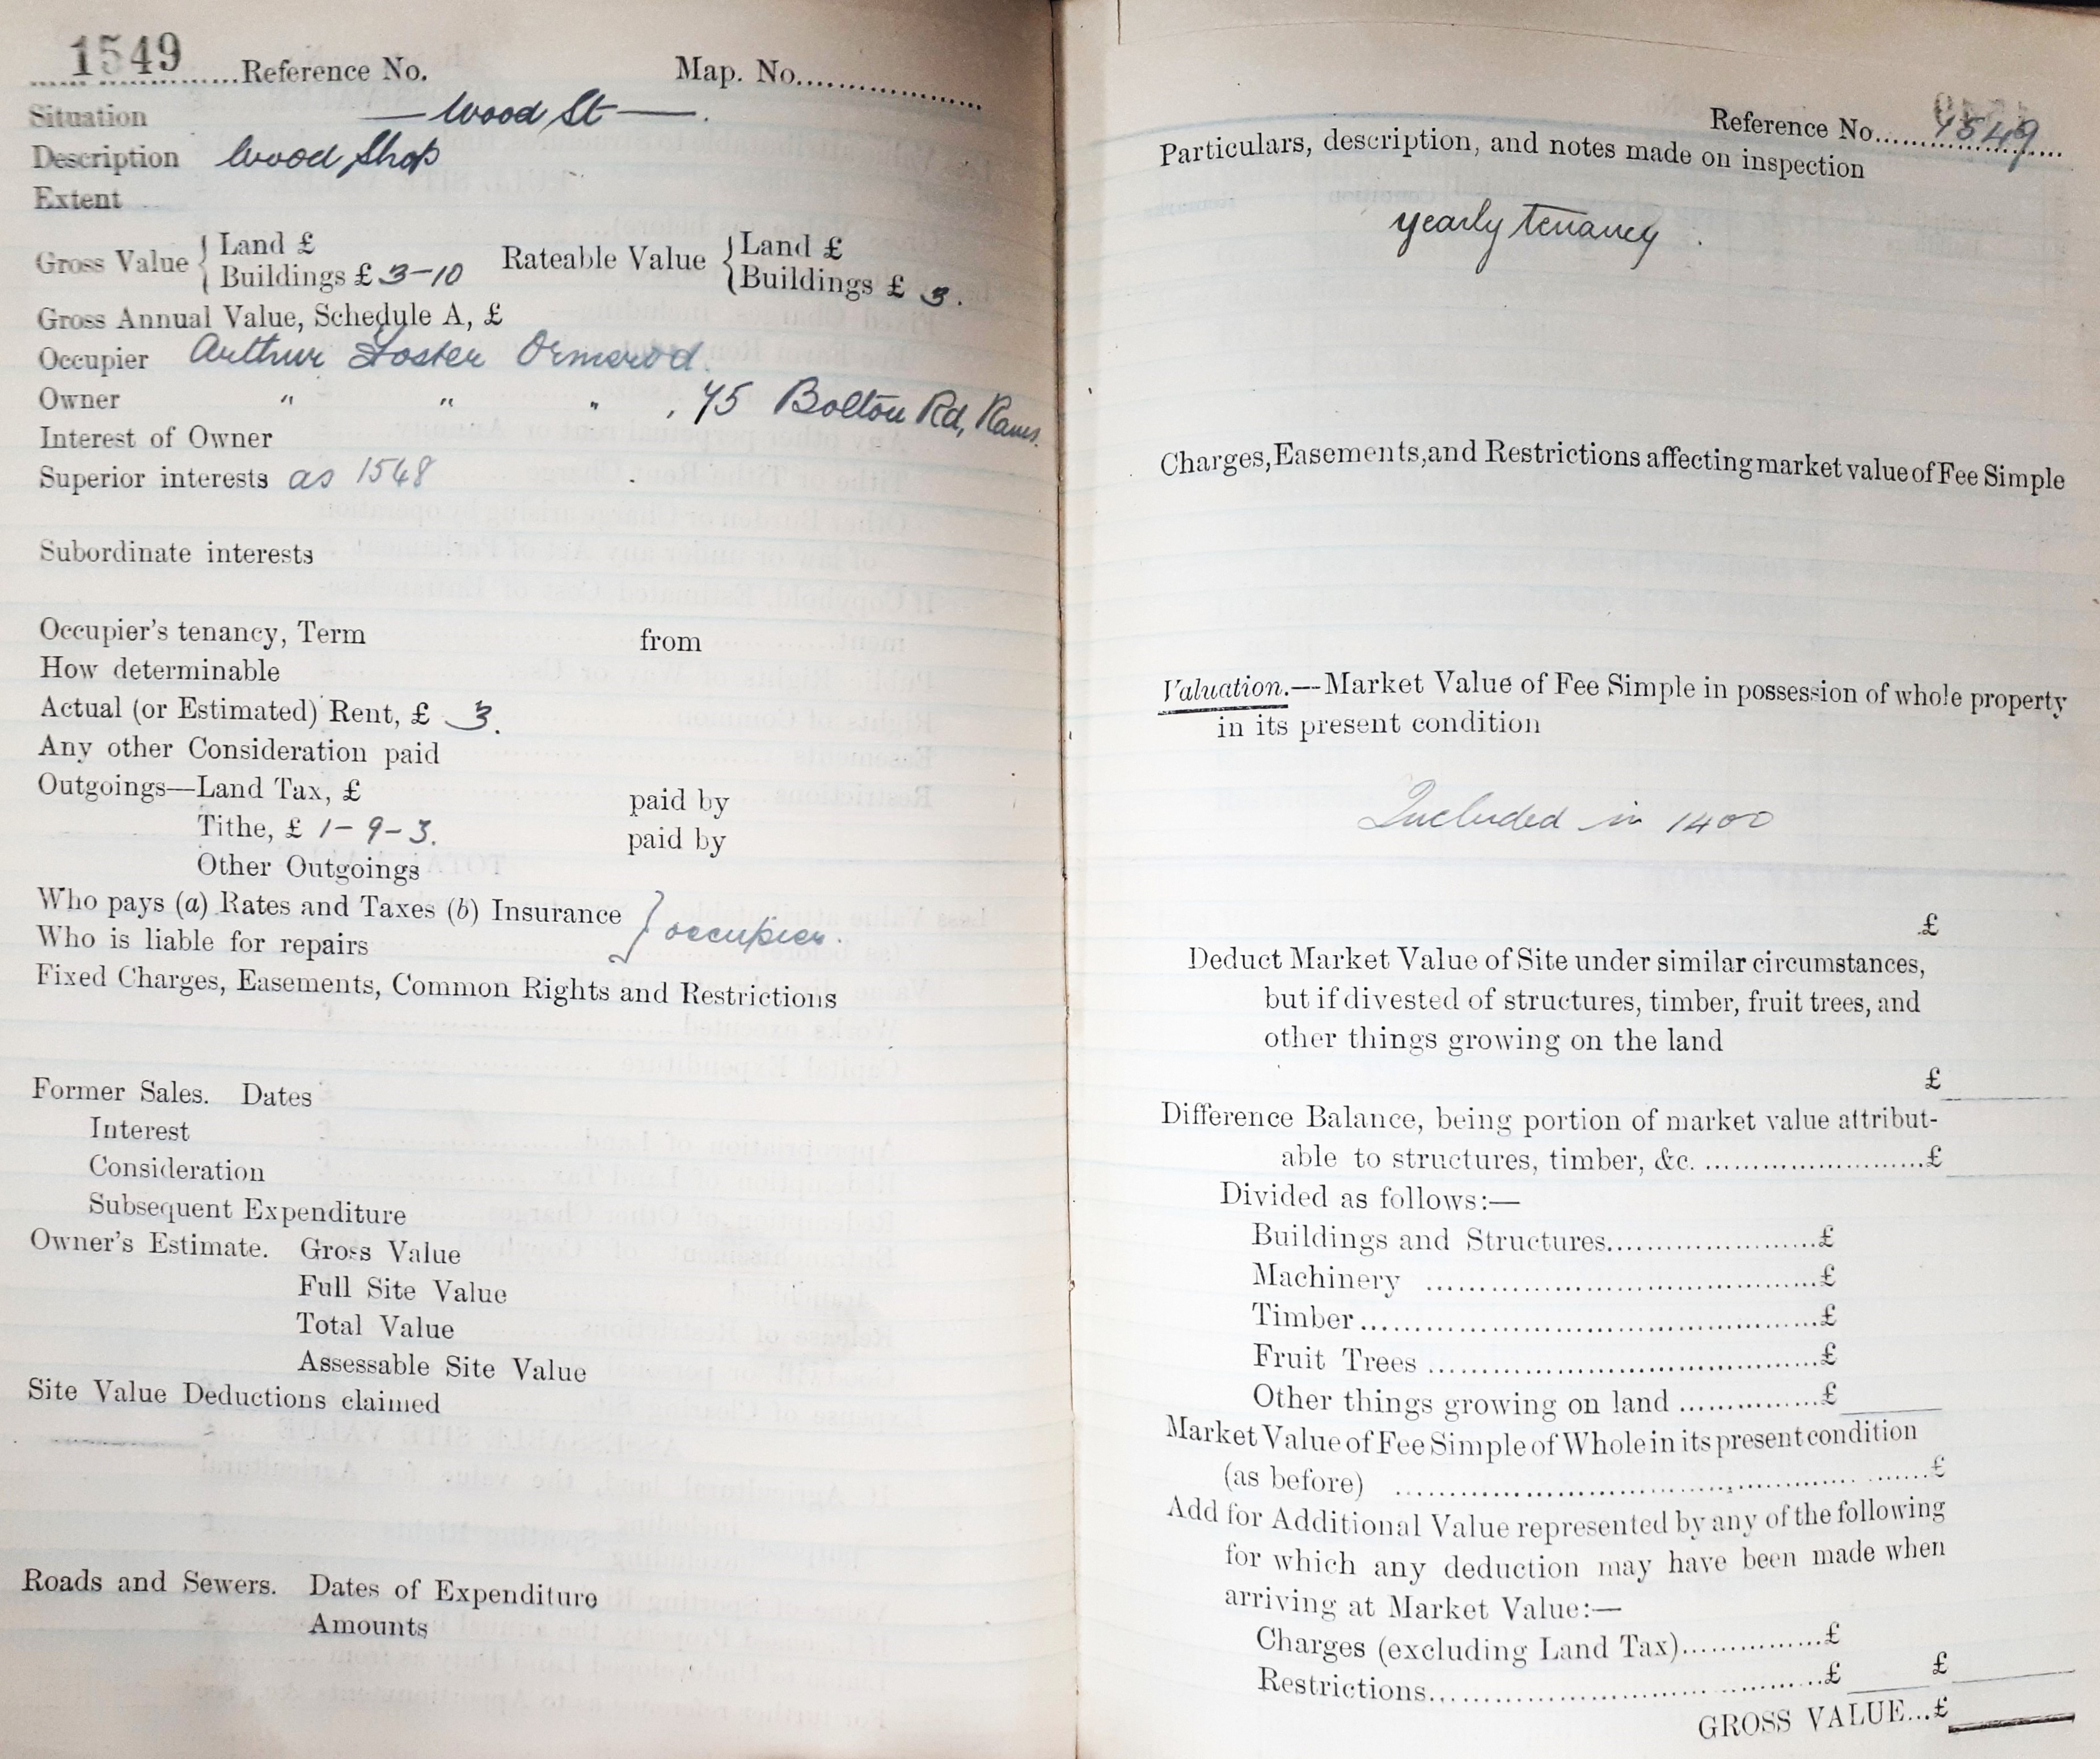 1549 Reference No. Map. No.
Situation — Wood St —.
Description Wood Shop
Extent
Gross Value { Land £
Buildings £ 3-10 Rateable Value { Land £
Buildings £ 3.
Gross Annual Value, Schedule A, £
Occupier Arthur Foster Ormerod.
Owner " " " , 75 Bolton Rd, Rams.
Interest of Owner
Superior interests as 1548
Subordinate interests
Occupier's tenancy, Term from
How determinable
Actual (or Estimated) Rent, £ 3.
Any other Consideration paid
Outgoings—Land Tax, £ paid by
Tithe, £ 1-9-3. paid by
Other Outgoings
Who pays (a) Rates and Taxes (b) Insurance } occupier.
Who is liable for repairs
Fixed Charges, Easements, Common Rights and Restrictions
Former Sales. Dates
Interest
Consideration
Subsequent Expenditure
Owner's Estimate. Gross Value
Full Site Value
Total Value
Assessable Site Value
Site Value Deductions claimed
Roads and Sewers. Dates of Expenditure
Amounts
Reference No. 1549
Particulars, description, and notes made on inspection
yearly tenancy.
Charges, Easements, and Restrictions affecting market value of Fee Simple
Valuation.—Market Value of Fee Simple in possession of whole property
in its present condition
Included in 1400
£
Deduct Market Value of Site under similar circumstances,
but if divested of structures, timber, fruit trees, and
other things growing on the land
£
Difference Balance, being portion of market value attribut-
able to structures, timber, &c. ........................£
Divided as follows:—
Buildings and Structures........................£
Machinery ........................£
Timber........................£
Fruit Trees ........................£
Other things growing on land ...............£
Market Value of Fee Simple of Whole in its present condition
(as before) ........................£
Add for Additional Value represented by any of the following
for which any deduction may have been made when
arriving at Market Value:—
Charges (excluding Land Tax)...............£
Restrictions........................£ £
GROSS VALUE...£